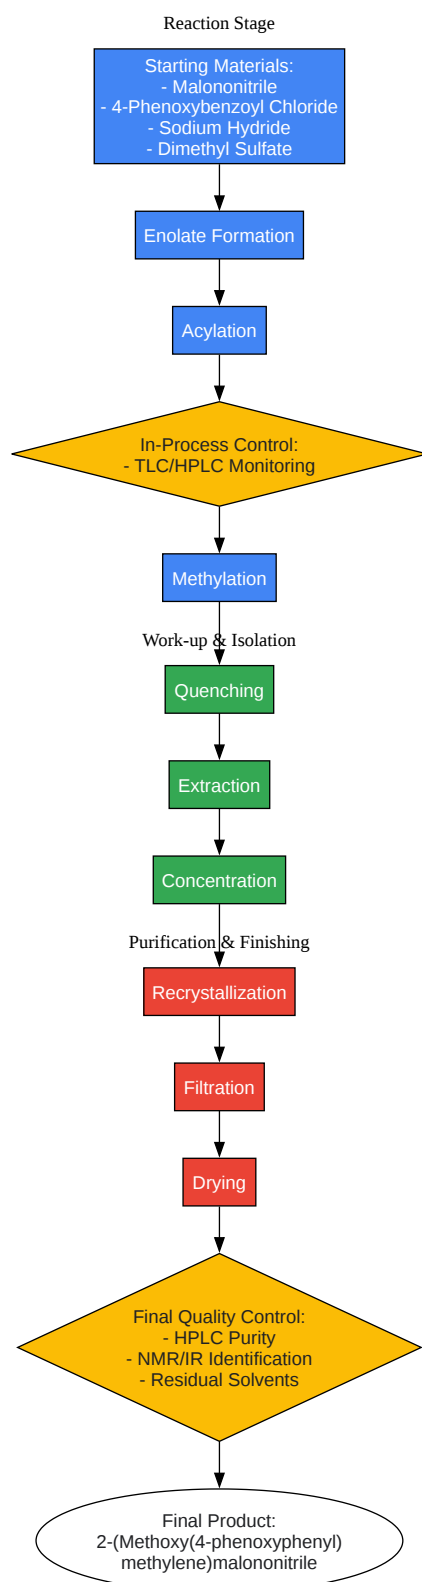 Reaction Stage
Starting Materials:
- Malononitrile
- 4-Phenoxybenzoyl Chloride
- Sodium Hydride
- Dimethyl Sulfate
Enolate Formation
Acylation
In-Process Control:
- TLC/HPLC Monitoring
Methylation
Work-up & Isolation
Quenching
Extraction
Concentration
Purification & Finishing
Recrystallization
Filtration
Drying
Final Quality Control:
- HPLC Purity
- NMR/IR Identification
- Residual Solvents
Final Product:
2-(Methoxy(4-phenoxyphenyl)
methylene)malononitrile